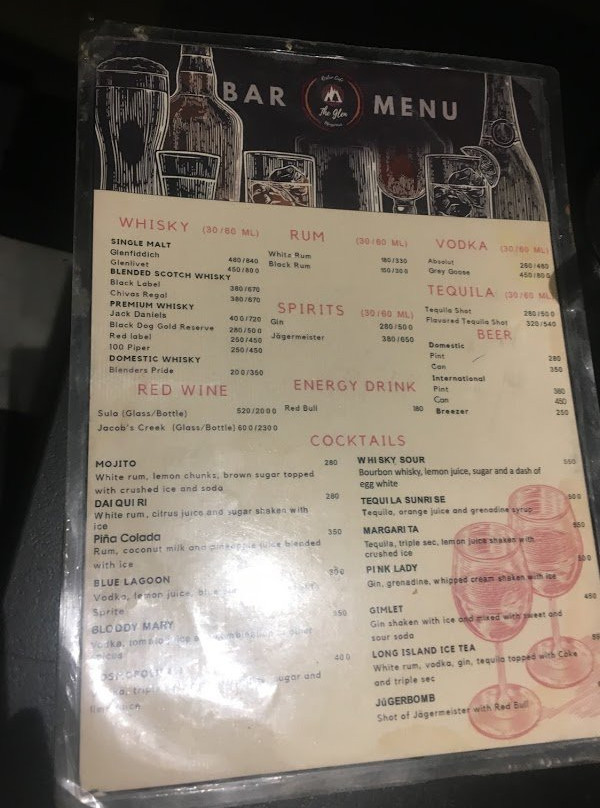 BAR The Glen MENU
WHISKY (30/60 ML)
SINGLE MALT
Glenfiddich 480/840
Glenlivet 450/800
BLENDED SCOTCH WHISKY
Black Label 380/670
Chivas Regal 380/670
PREMIUM WHISKY
Jack Daniels 400/720
Black Dog Gold Reserve 280/500
Red label 250/450
100 Piper 250/450
DOMESTIC WHISKY
Blenders Pride 200/350
RUM (30/60 ML)
White Rum 180/330
Black Rum
SPIRITS (30/60 ML)
Gin 280/500
Jägermeister 380/650
VODKA (30/60 ML)
Absolut 260/480
Grey Goose 450/800
TEQUILA (30/60 ML)
Tequila Shot 280/500
Flavored Tequila Shot 320/540
BEER
Domestic
Pint 280
Can 350
International
Pint 380
Can 450
Breezer 250
RED WINE
Sula (Glass/Bottle) 520/2000
Jacob's Creek (Glass/Bottle) 600/2300
ENERGY DRINK
Red Bull 180
COCKTAILS
MOJITO 280
White rum, lemon chunks, brown sugar topped
with crushed ice and soda
DAIQUIRI 280
White rum, citrus juice and sugar shaken with
ice
Piña Colada 350
Rum, coconut milk and pineapple juice blended
with ice
BLUE LAGOON
Vodka, lemon juice,
Sprite
BLOODY MARY 350
Vodka,
400
sugar and
WHISKY SOUR 550
Bourbon whisky, lemon juice, sugar and a dash of
egg white
TEQUILA SUNRISE 500
Tequila, orange juice and grenadine syrup
MARGARITA 550
Tequila, triple sec, lemon juice shaken with
crushed ice
PINK LADY 500
Gin, grenadine, whipped cream shaken with ice
GIMLET 450
Gin shaken with ice and mixed with sweet and
sour soda
LONG ISLAND ICE TEA
White rum, vodka, gin, tequila topped with Coke
and triple sec
JäGERBOMB
Shot of Jägermeister with Red Bull